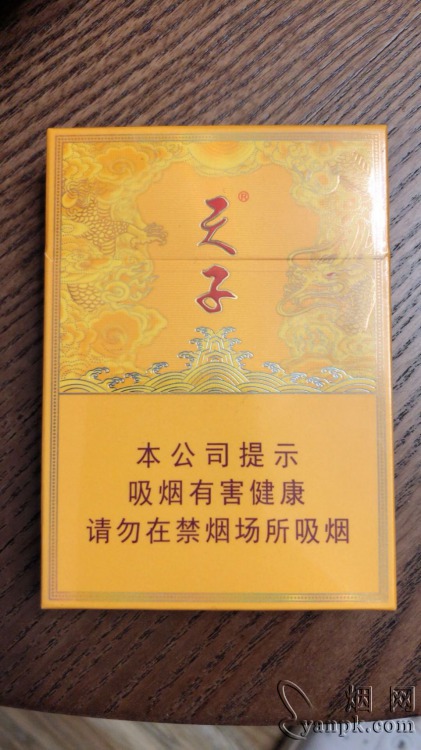 天子®
本公司提示
吸烟有害健康
请勿在禁烟场所吸烟
烟网
yanpk.com